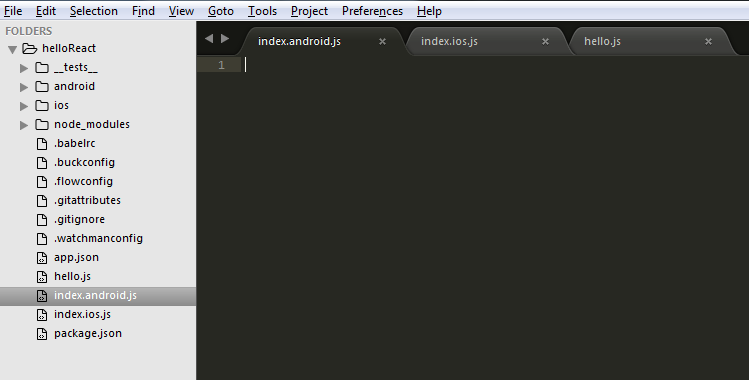 File Edit Selection Find View Goto Tools Project Preferences Help
FOLDERS
helloReact
__tests__
android
ios
node_modules
.babelrc
.buckconfig
.flowconfig
.gitattributes
.gitignore
.watchmanconfig
app.json
hello.js
index.android.js
index.ios.js
package.json
index.android.js × index.ios.js × hello.js ×
1